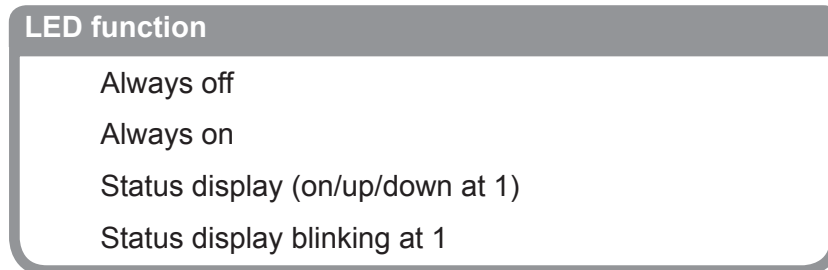 LED function
Always off
Always on
Status display (on/up/down at 1)
Status display blinking at 1